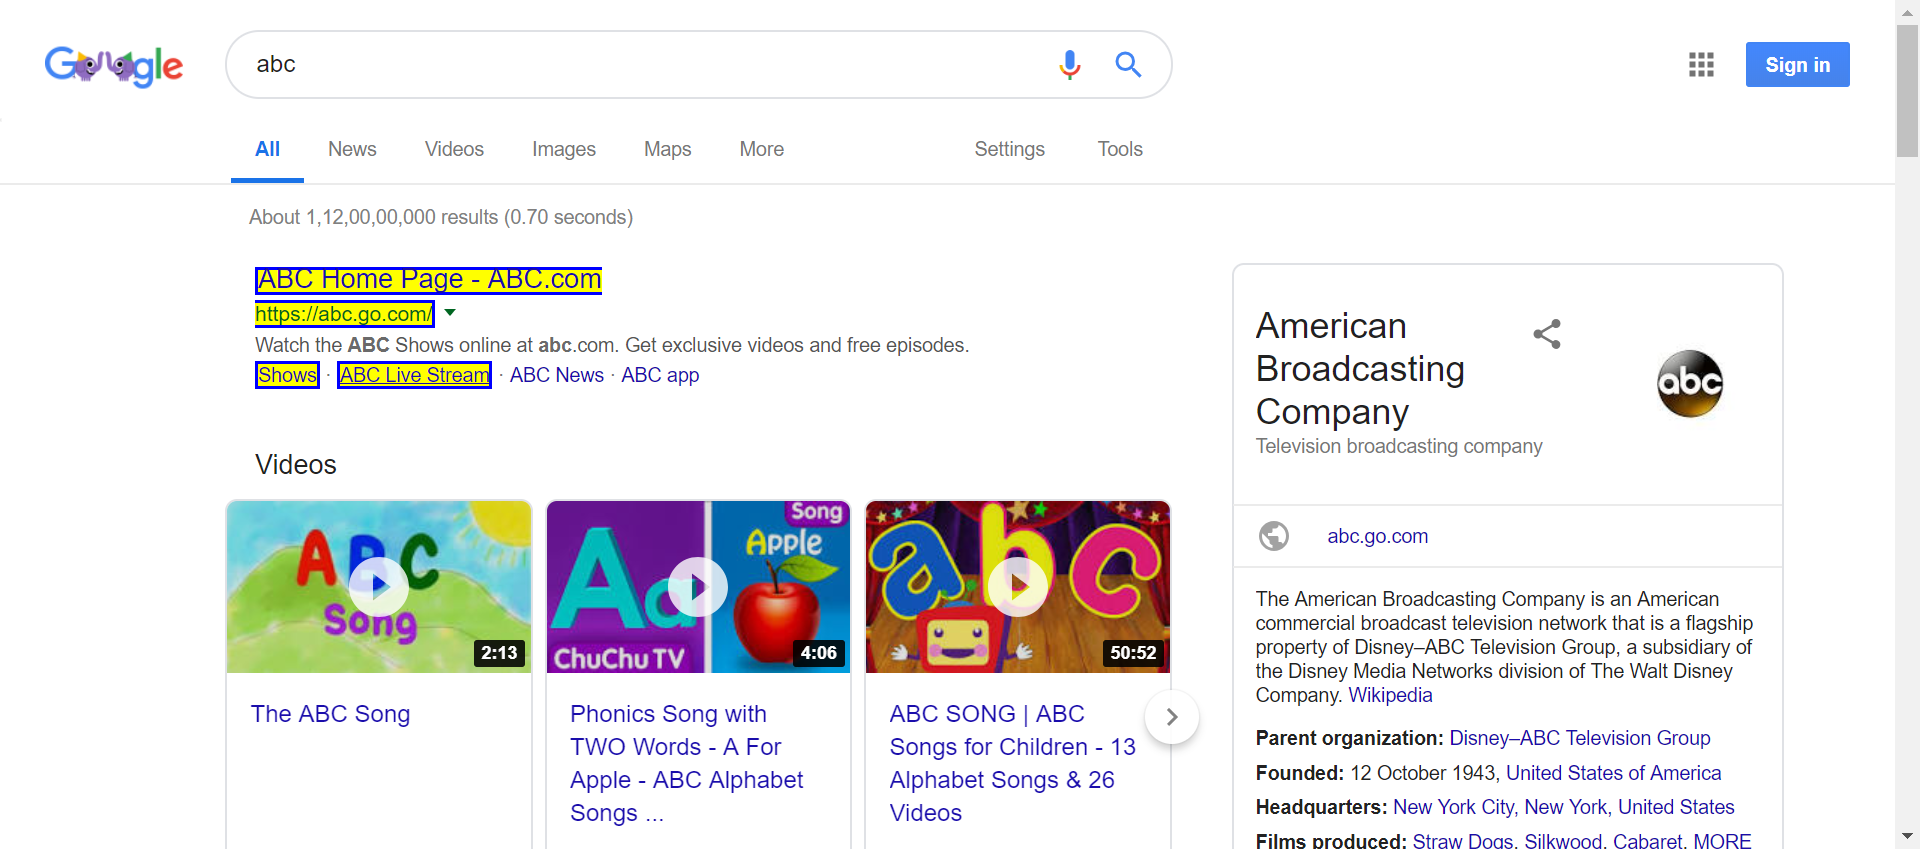 Google
abc
Sign in
All News Videos Images Maps More Settings Tools
About 1,12,00,00,000 results (0.70 seconds)
ABC Home Page - ABC.com
https://abc.go.com/
Watch the ABC Shows online at abc.com. Get exclusive videos and free episodes.
Shows · ABC Live Stream · ABC News · ABC app
Videos
ABC
Song
2:13
The ABC Song
Song
Apple
Aa
ChuChu TV
4:06
Phonics Song with
TWO Words - A For
Apple - ABC Alphabet
Songs ...
abc
50:52
ABC SONG | ABC
Songs for Children - 13
Alphabet Songs & 26
Videos
American
Broadcasting
Company
Television broadcasting company
abc
abc.go.com
The American Broadcasting Company is an American
commercial broadcast television network that is a flagship
property of Disney–ABC Television Group, a subsidiary of
the Disney Media Networks division of The Walt Disney
Company. Wikipedia
Parent organization: Disney–ABC Television Group
Founded: 12 October 1943, United States of America
Headquarters: New York City, New York, United States
Films produced: Straw Dogs, Silkwood, Cabaret, MORE